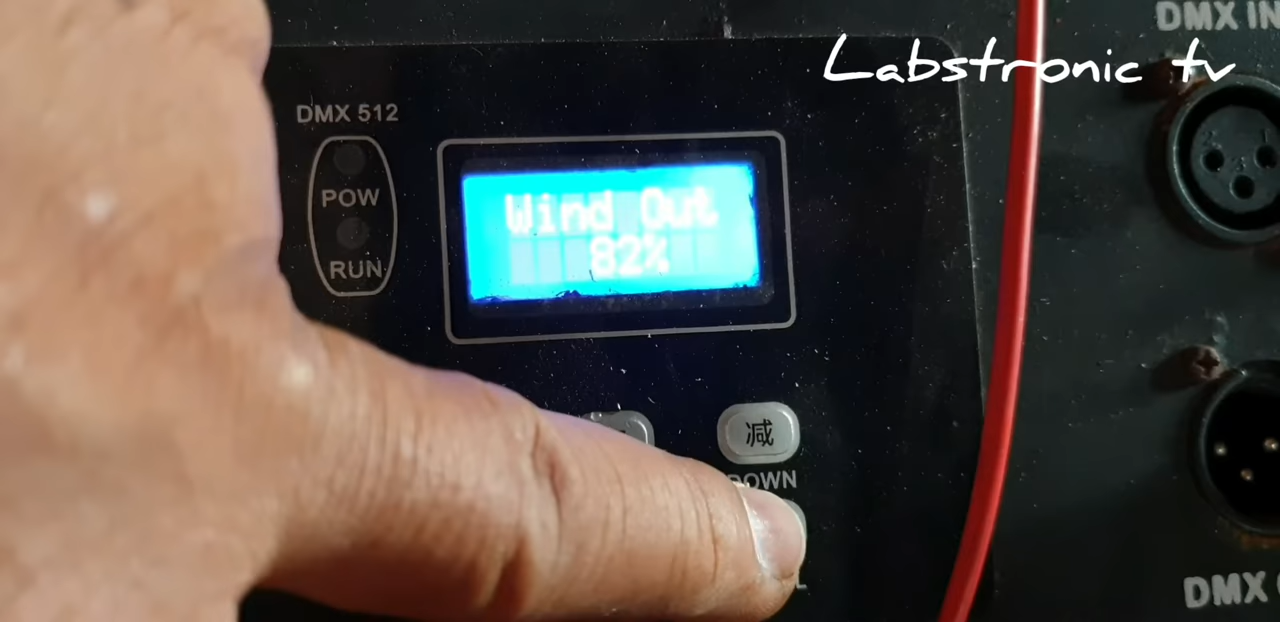 DMX IN
Labstronic tv
DMX 512
POW
RUN
Wind Out
82%
减
DOWN
DMX